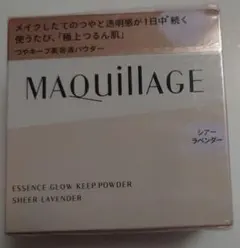 メイクしたてのつやと透明感が！日中続く
使うたび、「極上つるん肌」
つやキープ美容液パウダー
MAQuillAGE
シアー
ラベンダー
ESSENCE GLOW KEEP POWDER
SHEER LAVENDER